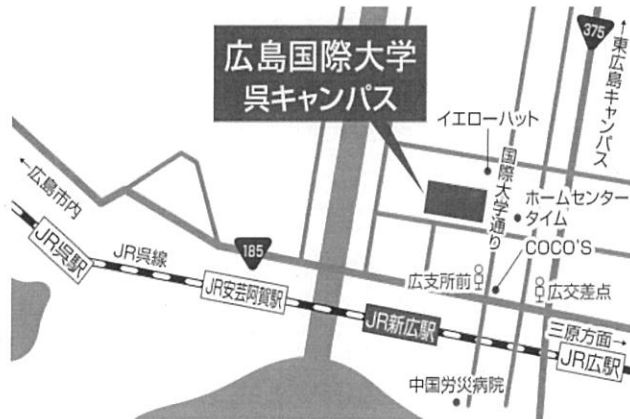 広島国際大学
呉キャンパス
375
↑東広島キャンパス
イエローハット
国際大学通り
ホームセンター
タイム
COCO'S
←広島市内
JR呉駅
JR呉線
185
JR安芸阿賀駅
広支所前
広交差点
JR新広駅
三原方面→
JR広駅
中国労災病院